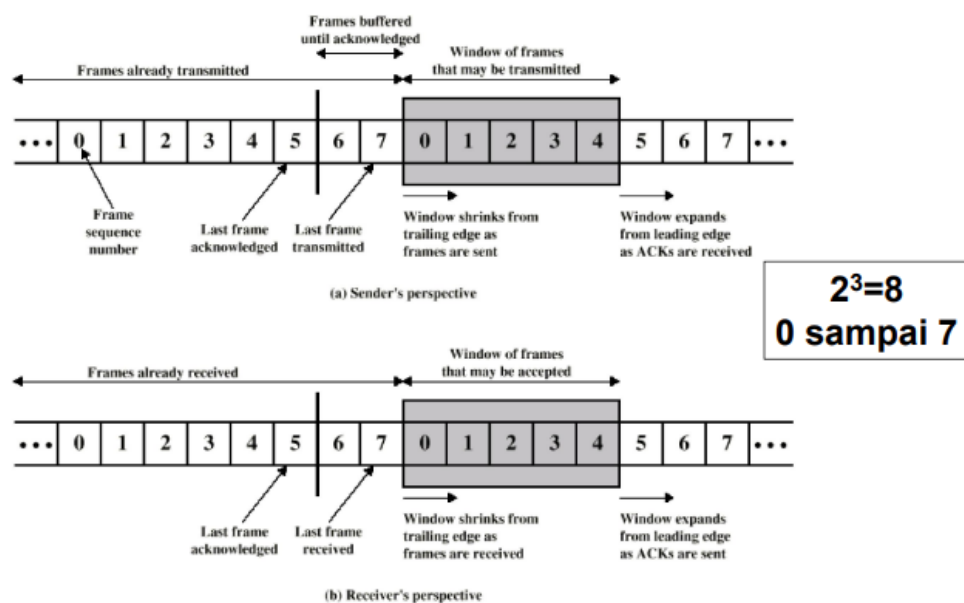 Frames buffered
until acknowledged
Window of frames
that may be transmitted
Frames already transmitted
••• 0 1 2 3 4 5 6 7 0 1 2 3 4 5 6 7 •••
Frame
sequence
number
Last frame
acknowledged
Last frame
transmitted
Window shrinks from
trailing edge as
frames are sent
Window expands
from leading edge
as ACKs are received
(a) Sender's perspective
2³=8
0 sampai 7
Window of frames
that may be accepted
Frames already received
••• 0 1 2 3 4 5 6 7 0 1 2 3 4 5 6 7 •••
Last frame
acknowledged
Last frame
received
Window shrinks from
trailing edge as
frames are received
Window expands
from leading edge
as ACKs are sent
(b) Receiver's perspective